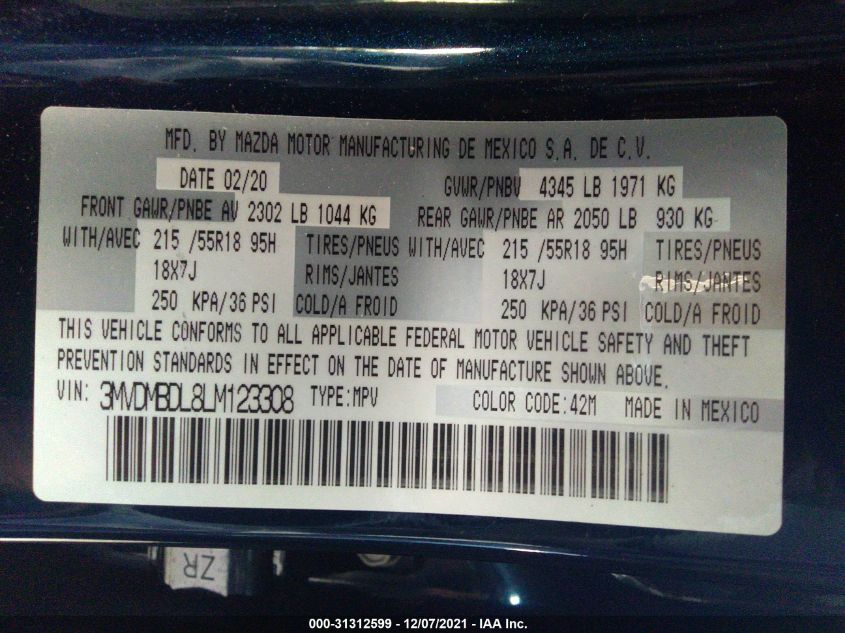 MFD. BY MAZDA MOTOR MANUFACTURING DE MEXICO S.A. DE C.V.
DATE 02/20 GVWR/PNBV 4345 LB 1971 KG
FRONT GAWR/PNBE AV 2302 LB 1044 KG REAR GAWR/PNBE AR 2050 LB 930 KG
WITH/AVEC 215 /55R18 95H TIRES/PNEUS WITH/AVEC 215 /55R18 95H TIRES/PNEUS
18X7J RIMS/JANTES 18X7J RIMS/JANTES
250 KPA/36 PSI COLD/A FROID 250 KPA/36 PSI COLD/A FROID
THIS VEHICLE CONFORMS TO ALL APPLICABLE FEDERAL MOTOR VEHICLE SAFETY AND THEFT
PREVENTION STANDARDS IN EFFECT ON THE DATE OF MANUFACTURE SHOWN ABOVE.
VIN: 3MVDMBDL8LM123308 TYPE:MPV COLOR CODE:42M MADE IN MEXICO
ZR
000-31312599 - 12/07/2021 - IAA Inc.